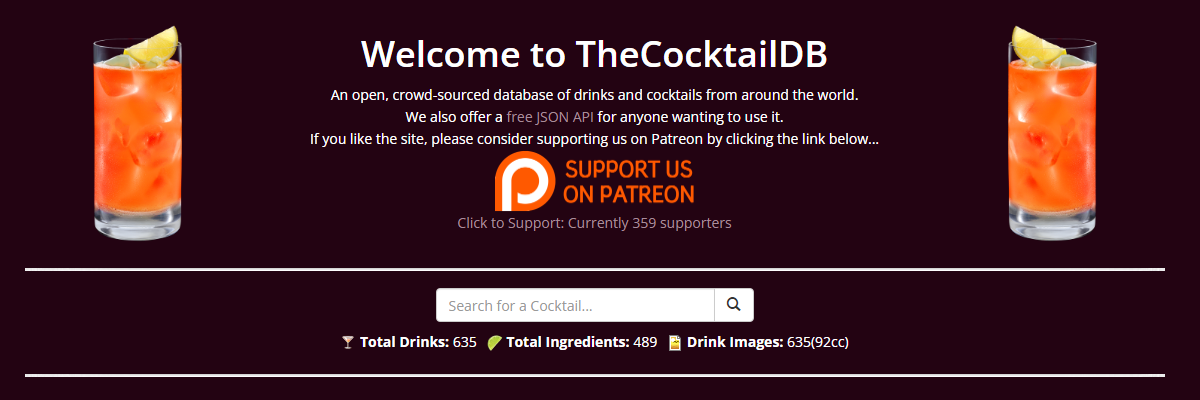 Welcome to TheCocktailDB
An open, crowd-sourced database of drinks and cocktails from around the world.
We also offer a free JSON API for anyone wanting to use it.
If you like the site, please consider supporting us on Patreon by clicking the link below...
SUPPORT US
ON PATREON
Click to Support: Currently 359 supporters
Search for a Cocktail...
Total Drinks: 635 Total Ingredients: 489 Drink Images: 635(92cc)